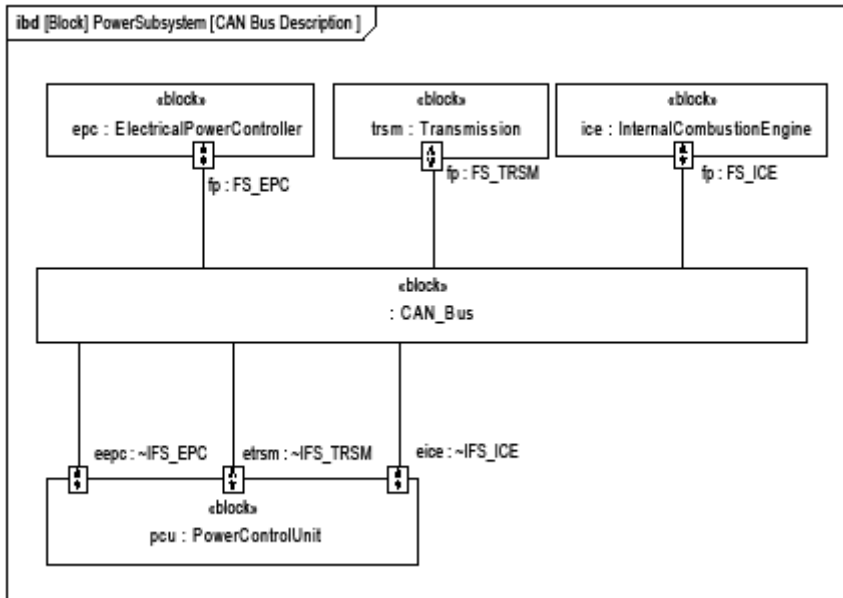 ibd [Block] PowerSubsystem [CAN Bus Description ]
«block»
epc : ElectricalPowerController
«block»
trsm : Transmission
«block»
ice : InternalCombustionEngine
fp : FS_EPC
fp : FS_TRSM
fp : FS_ICE
«block»
: CAN_Bus
eepc : ~IFS_EPC
etrsm : ~IFS_TRSM
eice : ~IFS_ICE
«block»
pcu : PowerControlUnit